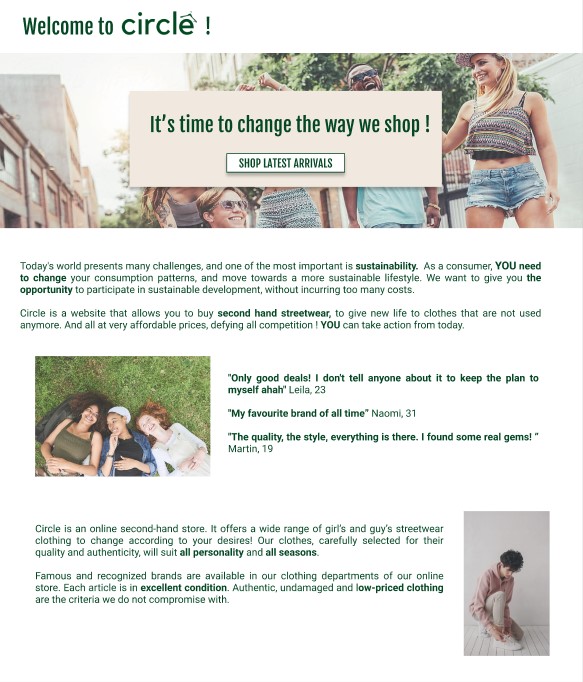 Welcome to circle !
It's time to change the way we shop !
SHOP LATEST ARRIVALS
Today's world presents many challenges, and one of the most important is sustainability. As a consumer, YOU need
to change your consumption patterns, and move towards a more sustainable lifestyle. We want to give you the
opportunity to participate in sustainable development, without incurring too many costs.
Circle is a website that allows you to buy second hand streetwear, to give new life to clothes that are not used
anymore. And all at very affordable prices, defying all competition ! YOU can take action from today.
"Only good deals! I don't tell anyone about it to keep the plan to
myself ahah" Leila, 23
"My favourite brand of all time" Naomi, 31
"The quality, the style, everything is there. I found some real gems! "
Martin, 19
Circle is an online second-hand store. It offers a wide range of girl's and guy's streetwear
clothing to change according to your desires! Our clothes, carefully selected for their
quality and authenticity, will suit all personality and all seasons.
Famous and recognized brands are available in our clothing departments of our online
store. Each article is in excellent condition. Authentic, undamaged and low-priced clothing
are the criteria we do not compromise with.